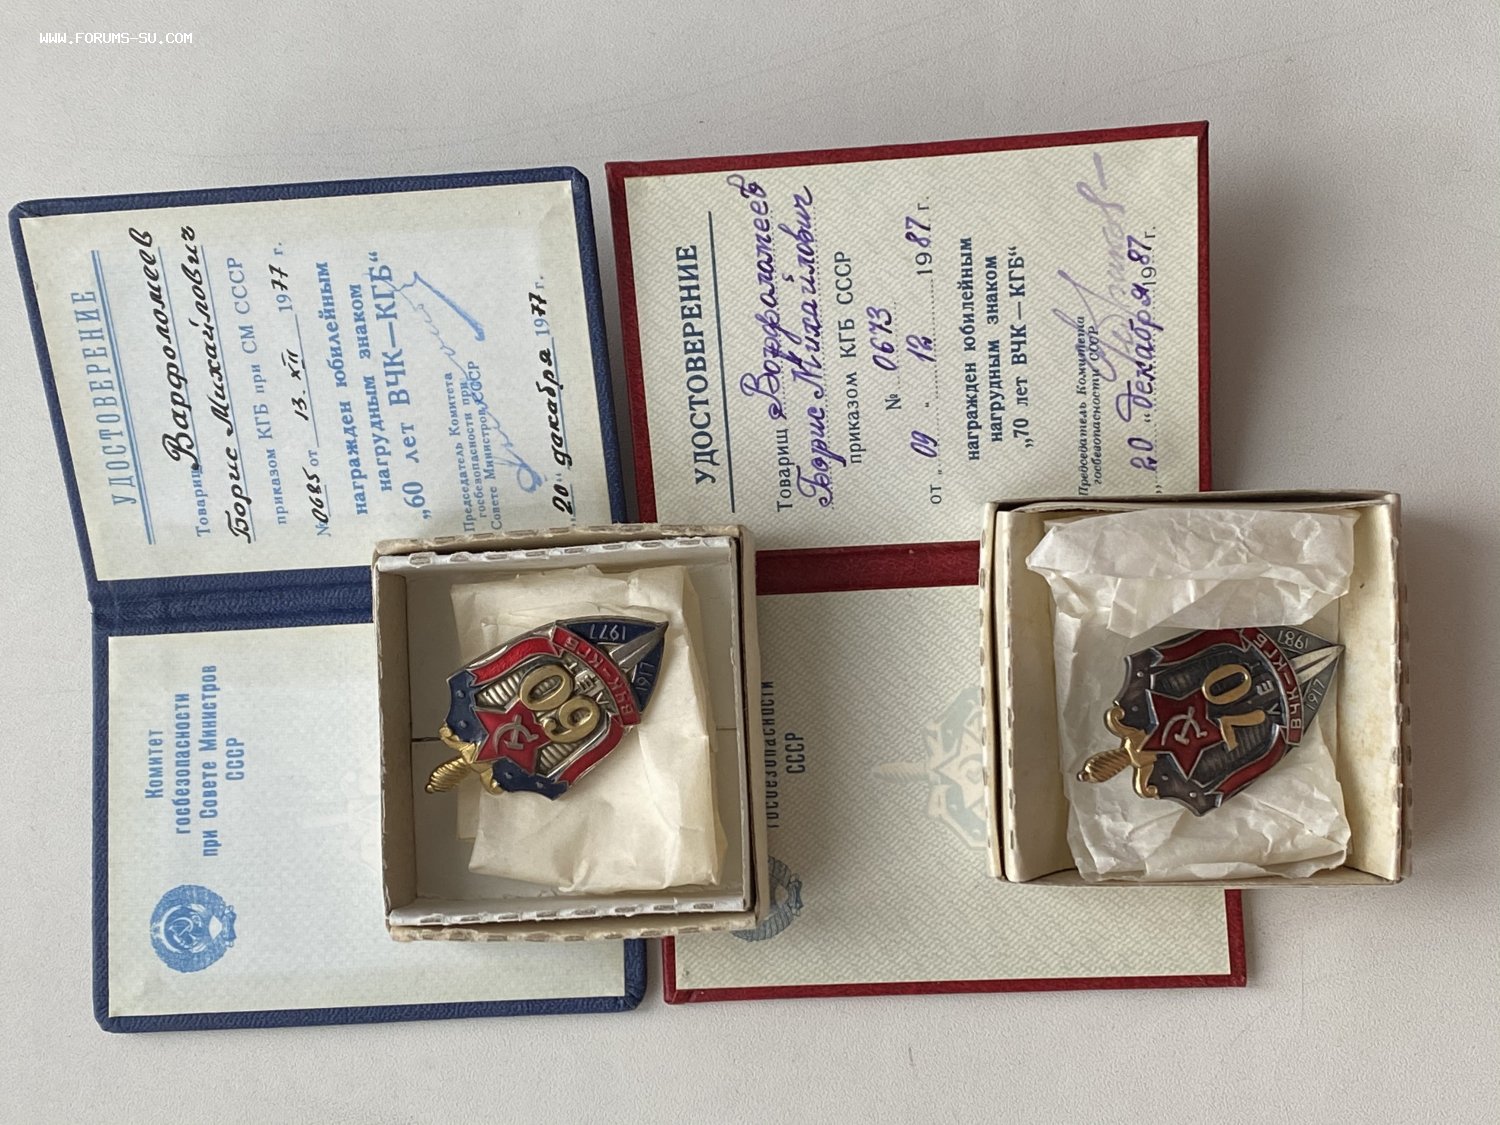 WWW.FORUMS-SU.COM
Комитет
госбезопасности
при Совете Министров
СССР
УДОСТОВЕРЕНИЕ
Товарищ Варфоломеев
Борис Михайлович
приказом КГБ при СМ СССР
№ 0685 от 13.XII 1977 г.
награжден юбилейным
нагрудным знаком
„60 лет ВЧК—КГБ“
Председатель Комитета
госбезопасности при
Совете Министров СССР
„20“ декабря 1977 г.
госбезопасности
СССР
УДОСТОВЕРЕНИЕ
Товарищ Варфоломеев
Борис Михайлович
приказом КГБ СССР
№ 0673
от „09“ 12 1987 г.
награжден юбилейным
нагрудным знаком
„70 лет ВЧК—КГБ“
Председатель Комитета
госбезопасности СССР
„20“ декабря 1987 г.
60
ЛЕТ
ВЧК-КГБ
1917
1977
70
ЛЕТ
ВЧК-КГБ
1917
1987